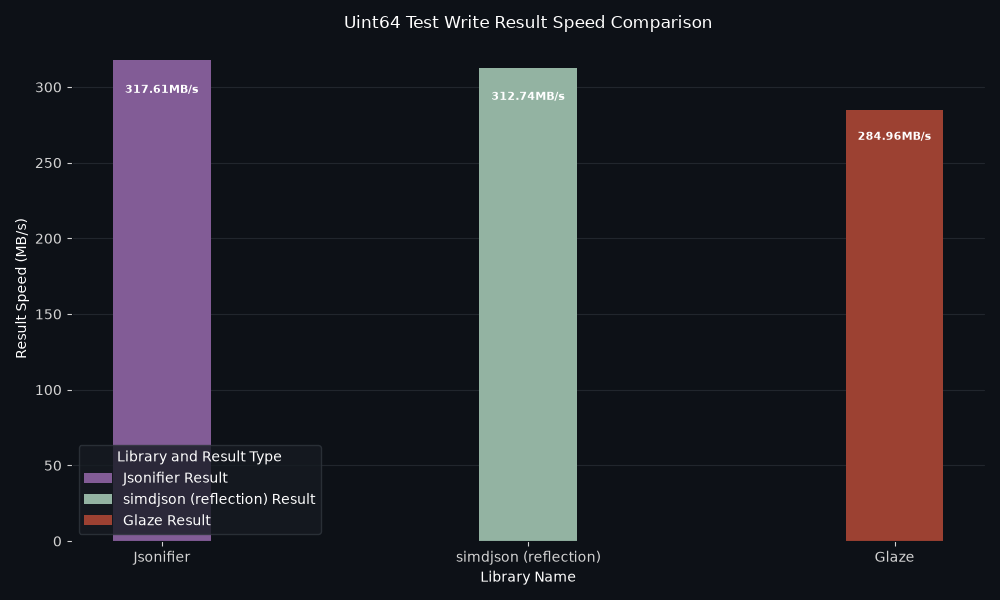 Uint64 Test Write Result Speed Comparison
Result Speed (MB/s)
300
250
200
150
100
50
0
317.61MB/s
312.74MB/s
284.96MB/s
Library and Result Type
Jsonifier Result
simdjson (reflection) Result
Glaze Result
Jsonifier
simdjson (reflection)
Glaze
Library Name